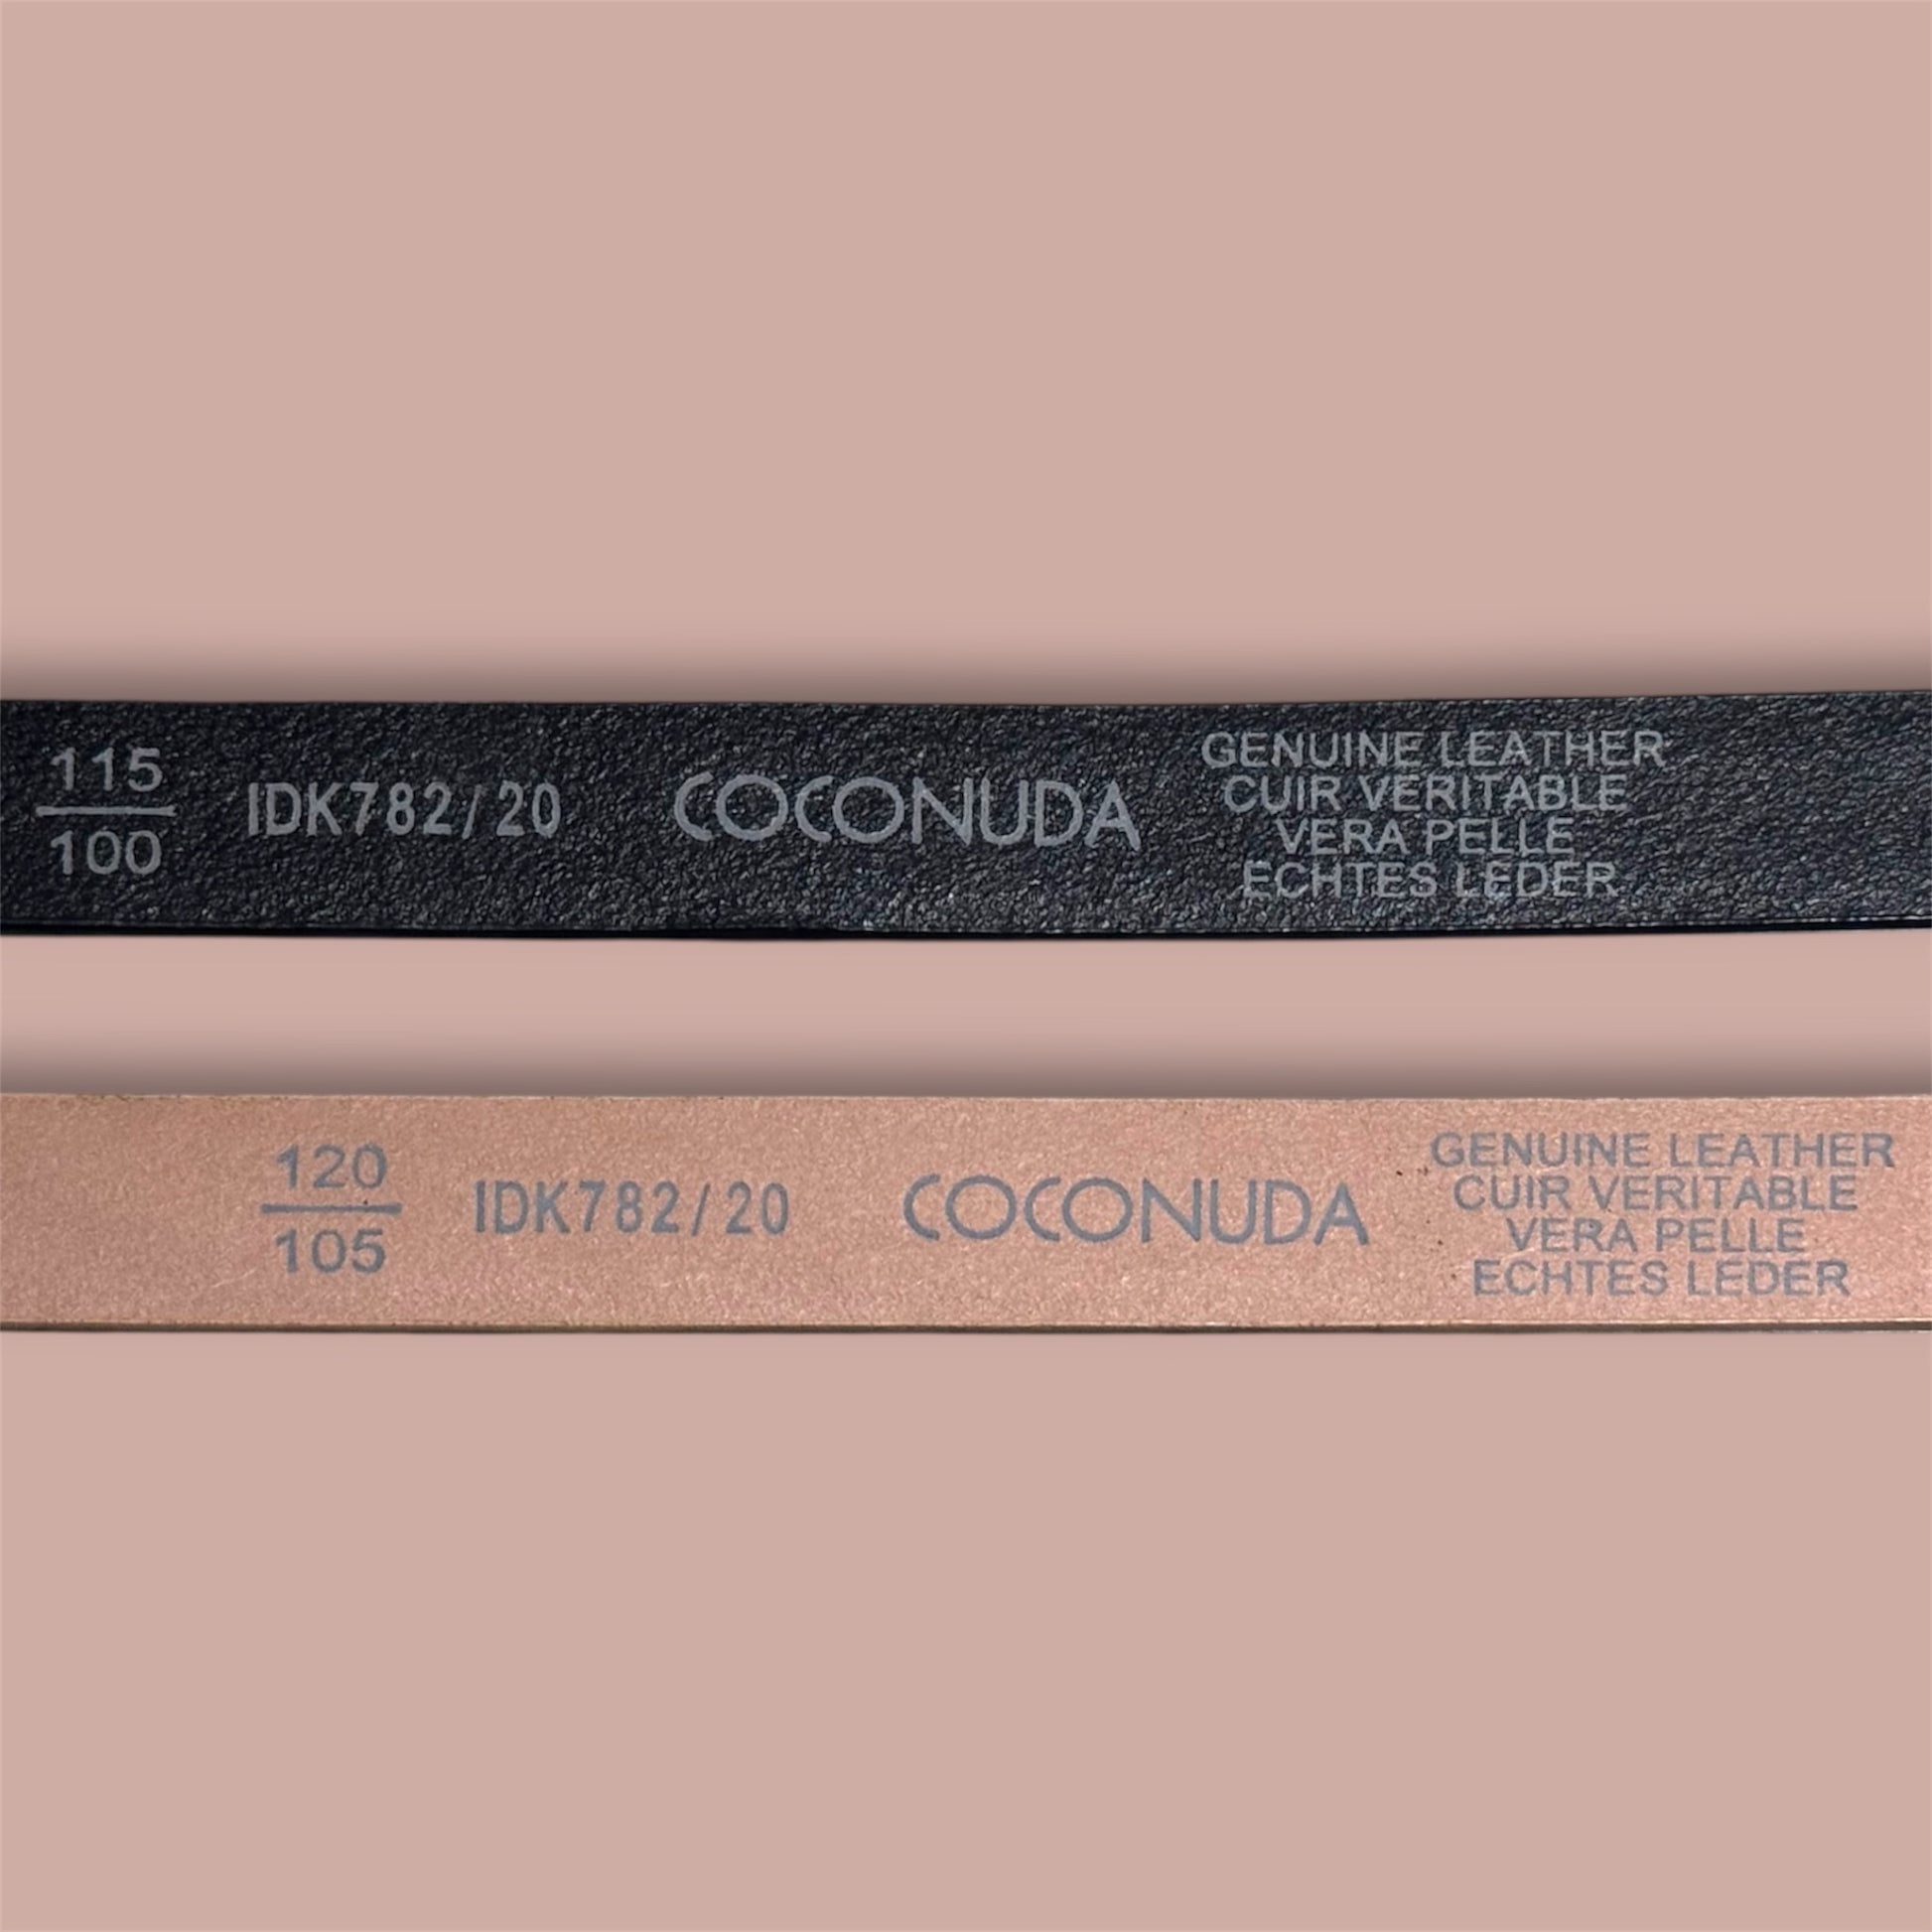 115
100
IDK782/20
COCONUDA
GENUINE LEATHER
CUIR VERITABLE
VERA PELLE
ECHTES LEDER
120
105
IDK782/20
COCONUDA
GENUINE LEATHER
CUIR VERITABLE
VERA PELLE
ECHTES LEDER